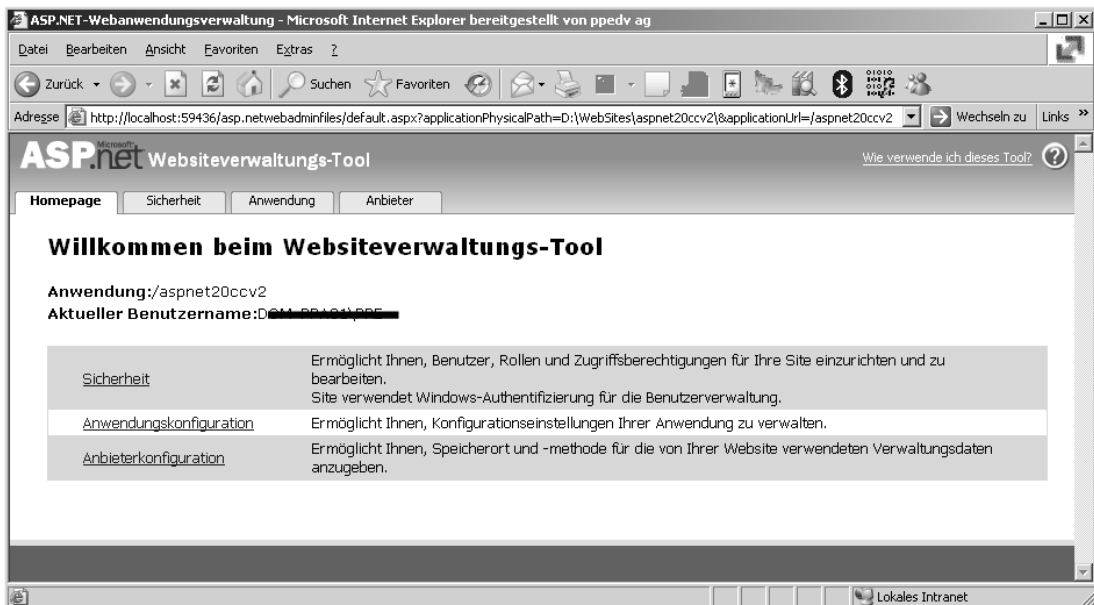 ASP.NET-Webanwendungsverwaltung - Microsoft Internet Explorer bereitgestellt von ppedv ag
Datei Bearbeiten Ansicht Favoriten Extras ?
Zurück Suchen Favoriten
Adresse http://localhost:59436/asp.netwebadminfiles/default.aspx?applicationPhysicalPath=D:\WebSites\aspnet20ccv2\&applicationUrl=/aspnet20ccv2 Wechseln zu Links »
Microsoft
ASP.net Websiteverwaltungs-Tool Wie verwende ich dieses Tool? ?
Homepage Sicherheit Anwendung Anbieter
Willkommen beim Websiteverwaltungs-Tool
Anwendung:/aspnet20ccv2
Aktueller Benutzername:
Sicherheit Ermöglicht Ihnen, Benutzer, Rollen und Zugriffsberechtigungen für Ihre Site einzurichten und zu
bearbeiten.
Site verwendet Windows-Authentifizierung für die Benutzerverwaltung.
Anwendungskonfiguration Ermöglicht Ihnen, Konfigurationseinstellungen Ihrer Anwendung zu verwalten.
Anbieterkonfiguration Ermöglicht Ihnen, Speicherort und -methode für die von Ihrer Website verwendeten Verwaltungsdaten
anzugeben.
Lokales Intranet